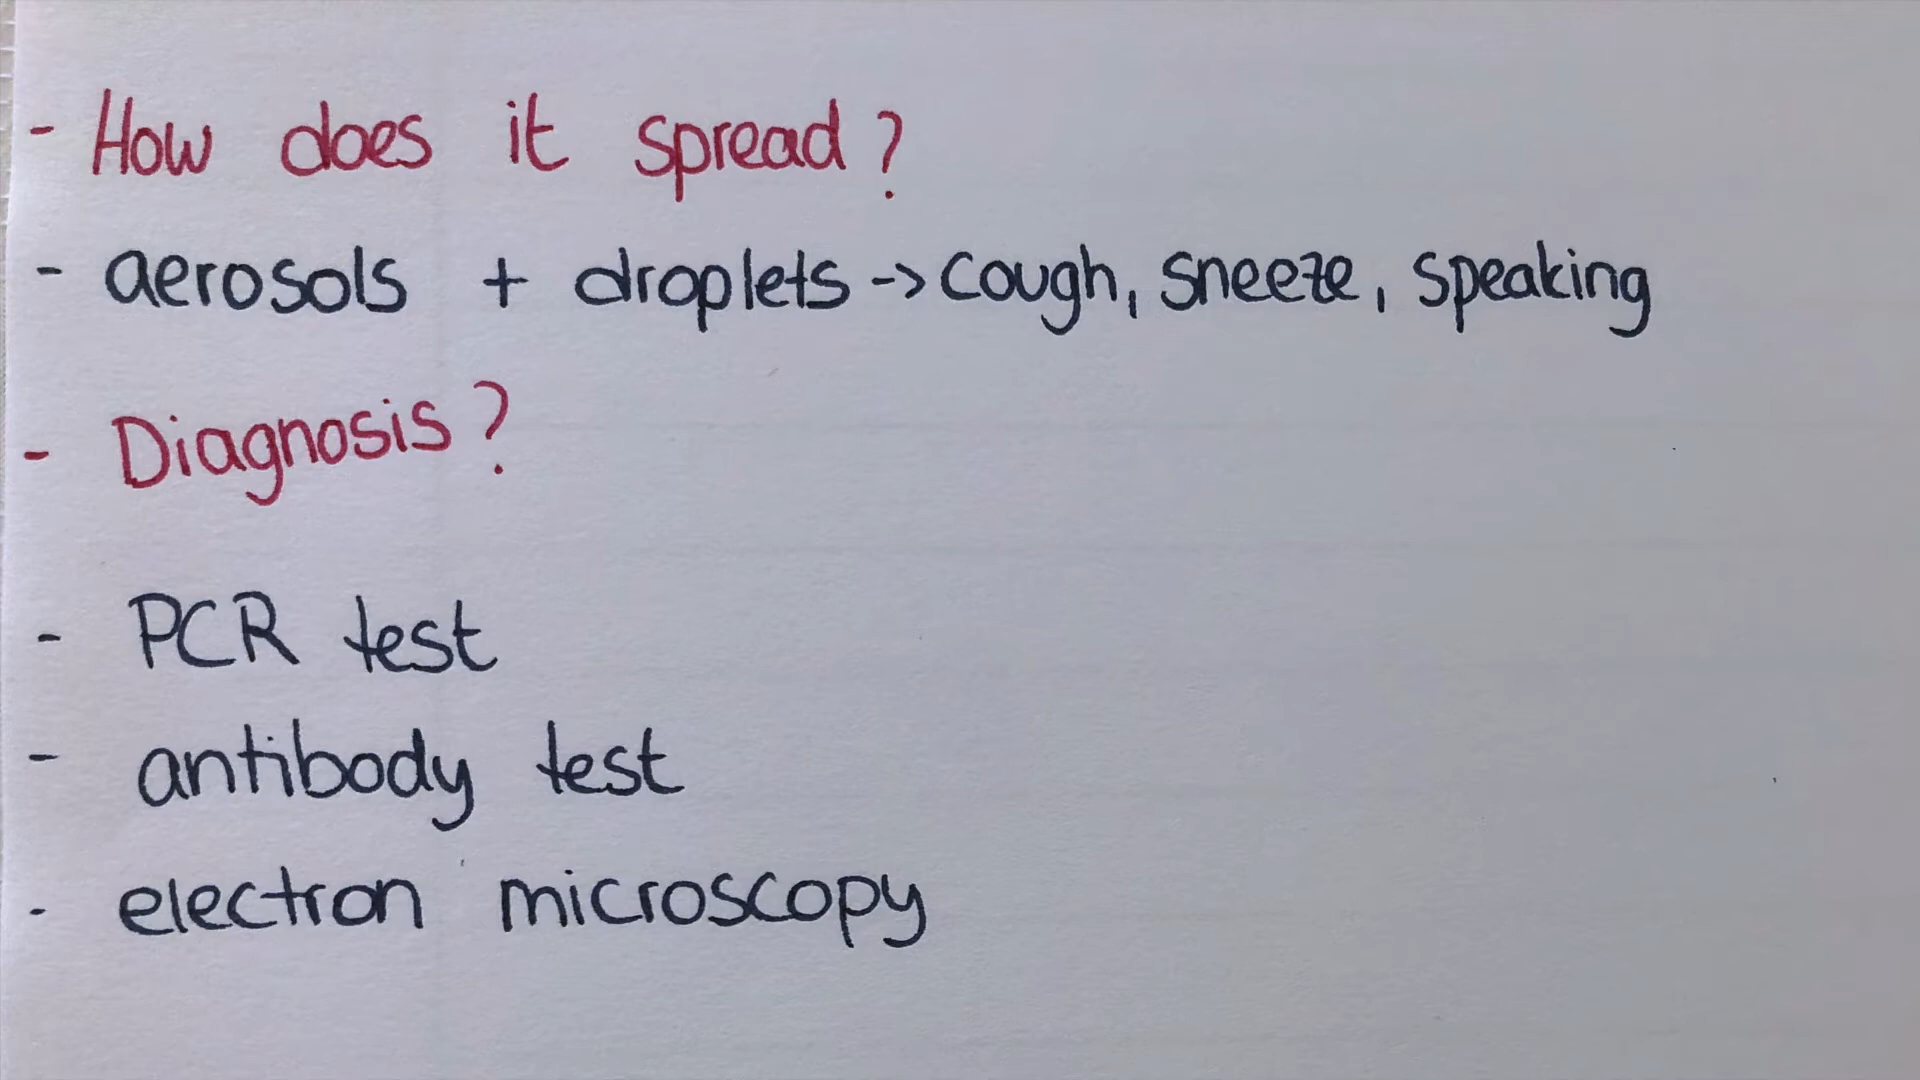 - How does it spread?
- aerosols + droplets -> cough, sneeze, speaking
- Diagnosis?
- PCR test
- antibody test
- electron microscopy